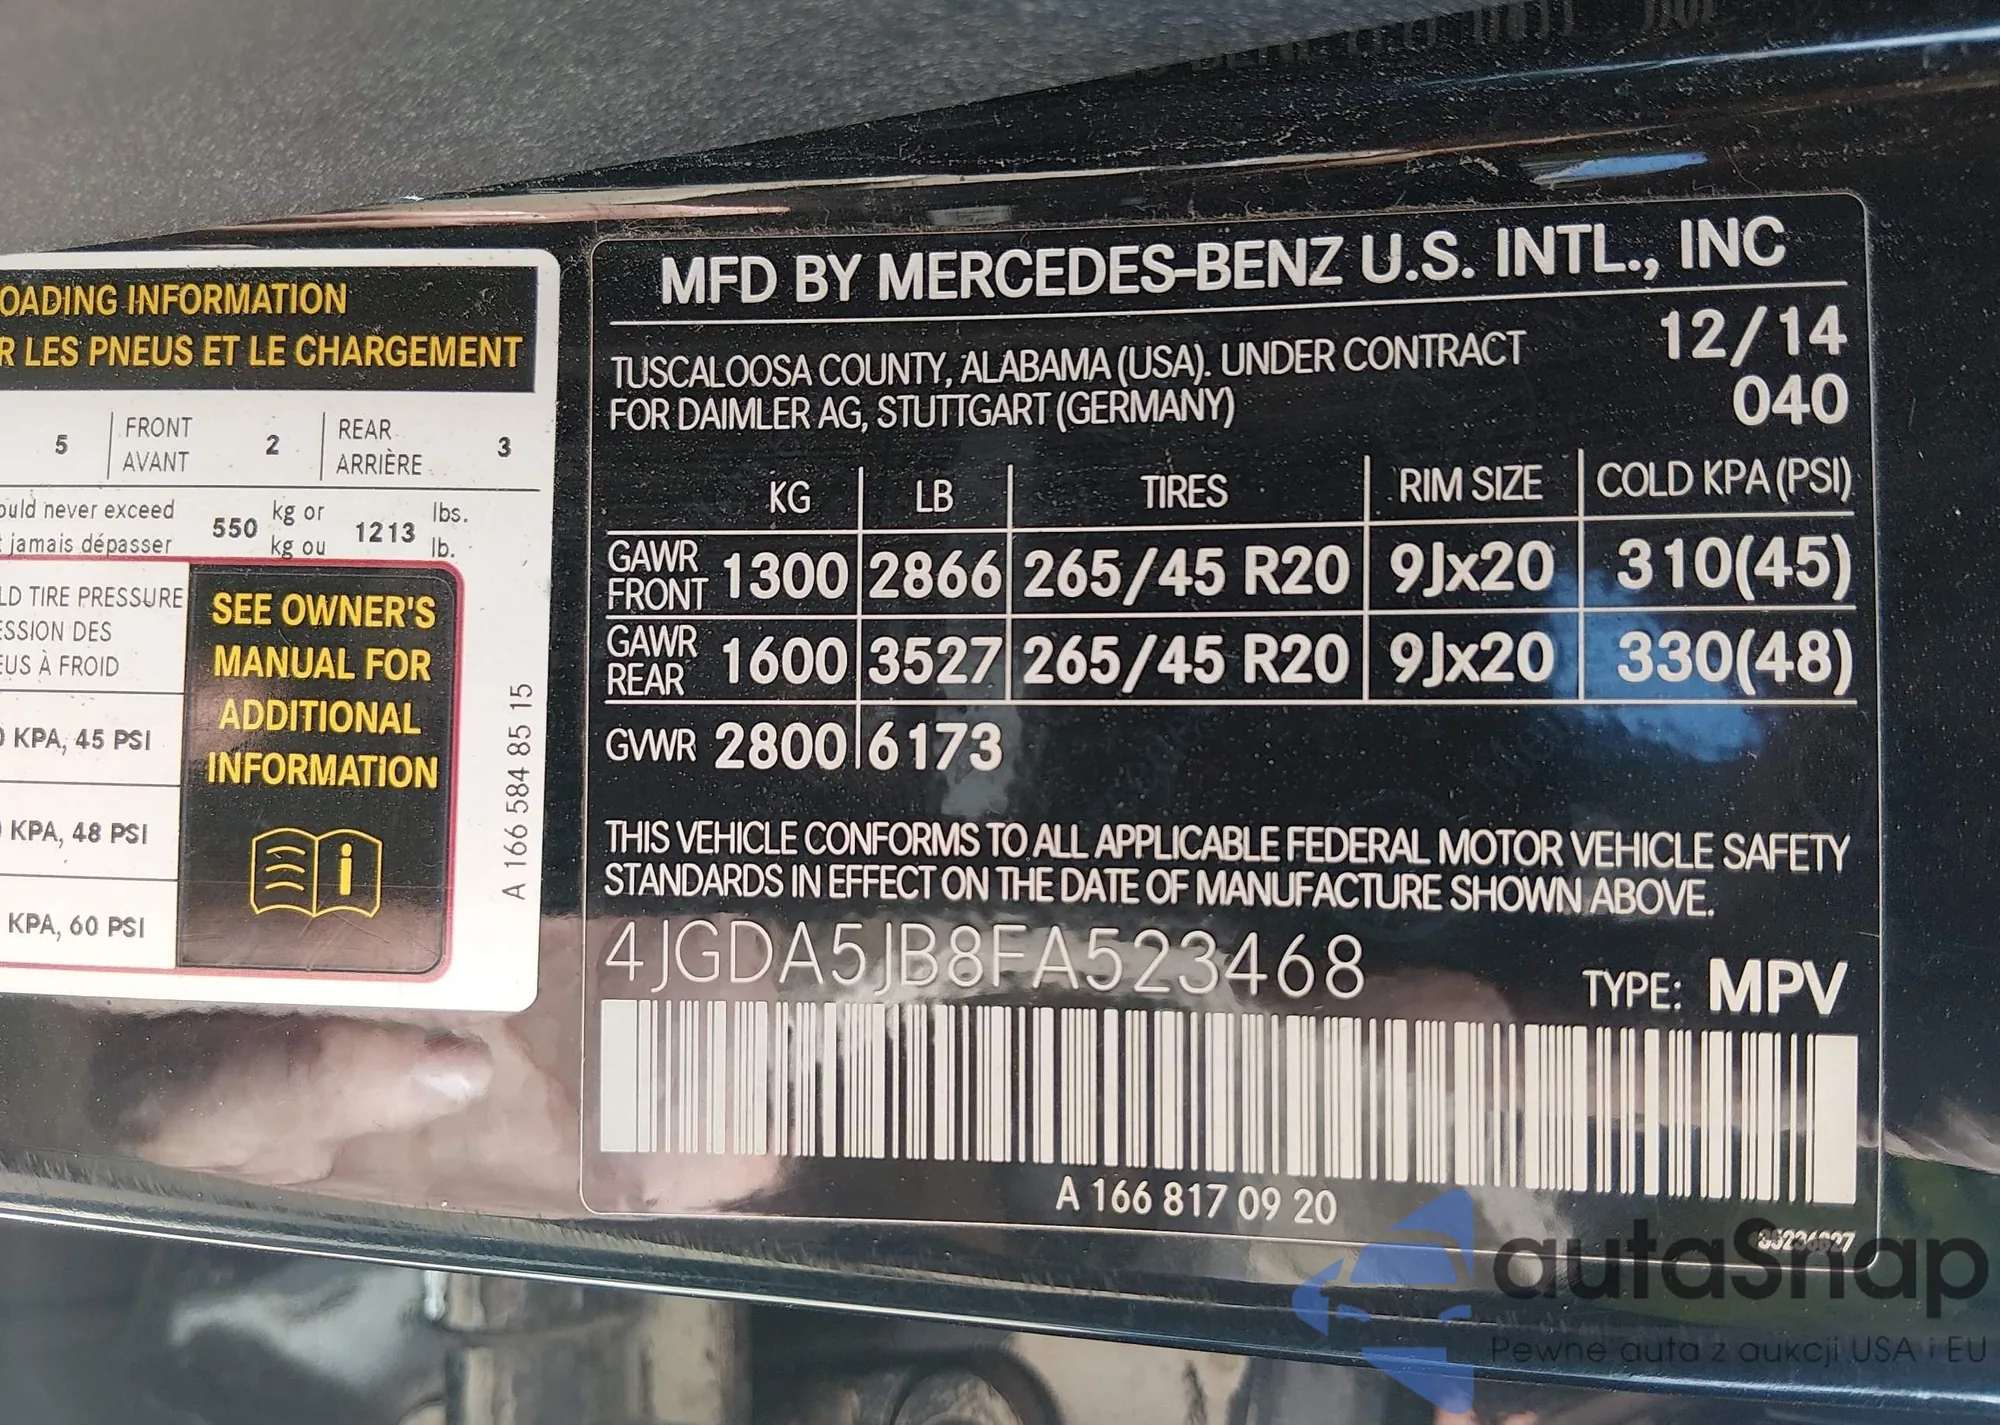 OADING INFORMATION
R LES PNEUS ET LE CHARGEMENT
5 FRONT AVANT 2 REAR ARRIÈRE 3
ould never exceed 550 kg or 1213 lbs.
jamais dépasser kg ou lb.
LD TIRE PRESSURE
ESSION DES
EUS À FROID
0 KPA, 45 PSI
0 KPA, 48 PSI
KPA, 60 PSI
SEE OWNER'S
MANUAL FOR
ADDITIONAL
INFORMATION
A 166 584 85 15
MFD BY MERCEDES-BENZ U.S. INTL., INC
TUSCALOOSA COUNTY, ALABAMA (USA). UNDER CONTRACT 12/14
FOR DAIMLER AG, STUTTGART (GERMANY) 040
KG LB TIRES RIM SIZE COLD KPA (PSI)
GAWR FRONT 1300 2866 265/45 R20 9Jx20 310(45)
GAWR REAR 1600 3527 265/45 R20 9Jx20 330(48)
GVWR 2800 6173
THIS VEHICLE CONFORMS TO ALL APPLICABLE FEDERAL MOTOR VEHICLE SAFETY
STANDARDS IN EFFECT ON THE DATE OF MANUFACTURE SHOWN ABOVE.
4JGDA5JB8FA523468
TYPE: MPV
A 166 817 09 20
autaSnap
Pewne auta z aukcji USA i EU